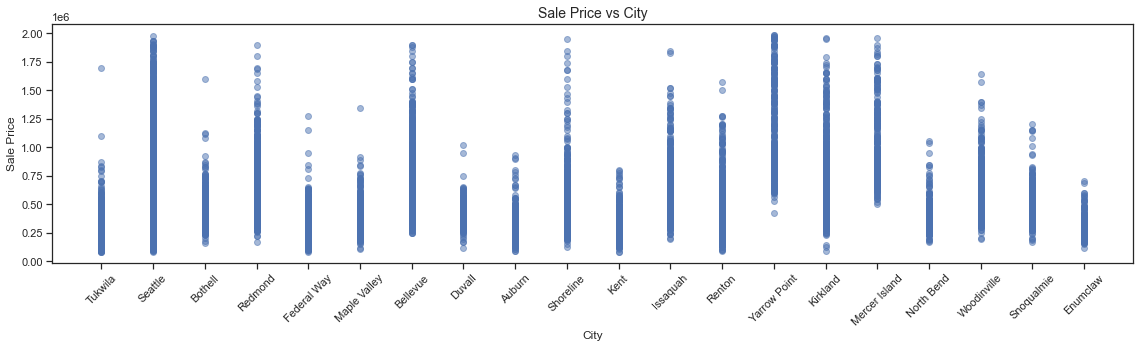 Sale Price vs City
1e6
2.00
1.75
1.50
1.25
1.00
0.75
0.50
0.25
0.00
Sale Price
Tukwila
Seattle
Bothell
Redmond
Federal Way
Maple Valley
Bellevue
Duvall
Auburn
Shoreline
Kent
Issaquah
Renton
Yarrow Point
Kirkland
Mercer Island
North Bend
Woodinville
Snoqualmie
Enumclaw
City